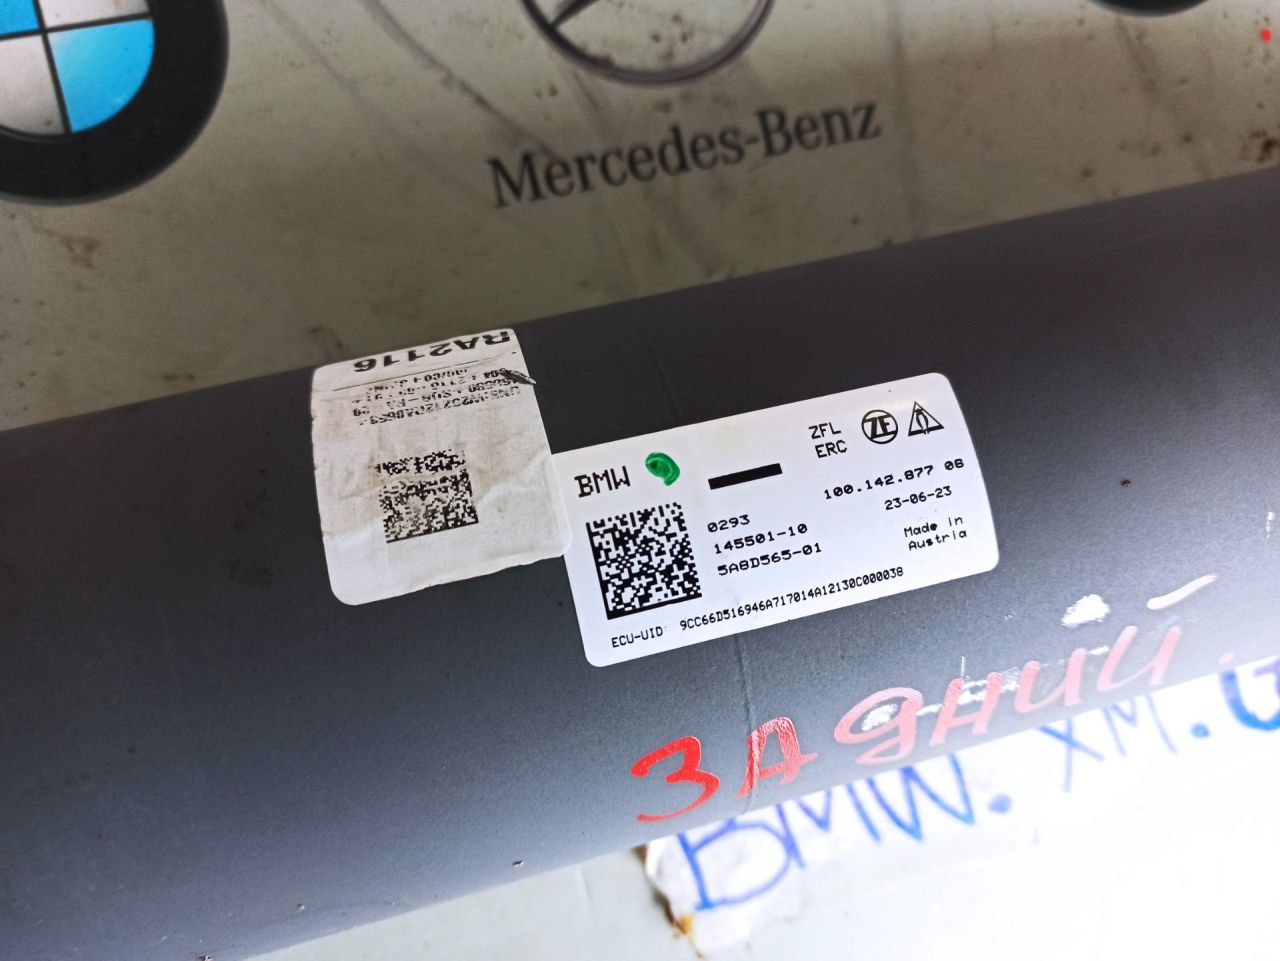 Mercedes-Benz
RA2116
BMW
ZFL
ERC
ZF
100.142.877 08
23-06-23
0293
145501-10
5A8D565-01
Made in
Austria
ECU-UID 9CC66D516946A717014A12130C000038
ЗАДНИЙ.
BMW. XM.